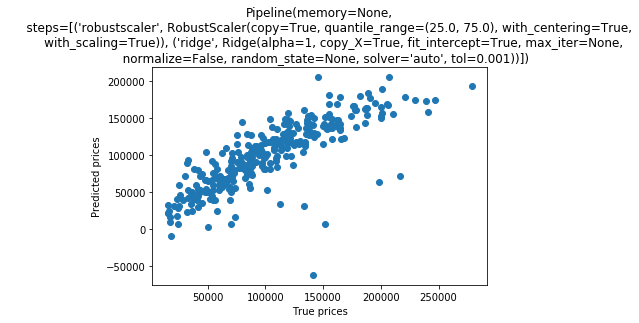 Pipeline(memory=None,
steps=[('robustscaler', RobustScaler(copy=True, quantile_range=(25.0, 75.0), with_centering=True,
with_scaling=True)), ('ridge', Ridge(alpha=1, copy_X=True, fit_intercept=True, max_iter=None,
normalize=False, random_state=None, solver='auto', tol=0.001))])
200000
150000
100000
50000
0
−50000
Predicted prices
50000 100000 150000 200000 250000
True prices